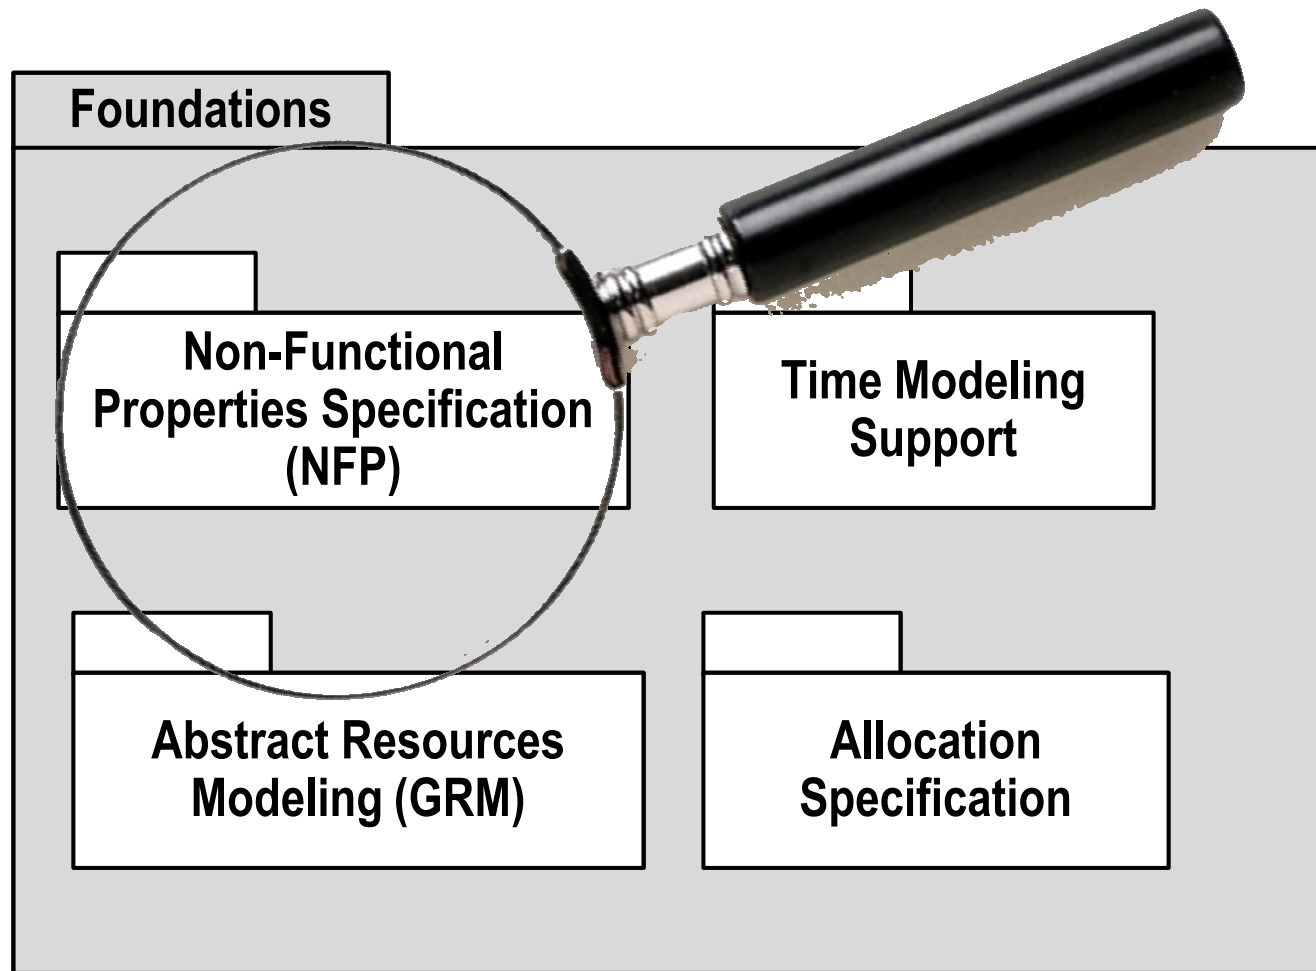 Foundations
Non-Functional
Properties Specification
(NFP)
Time Modeling
Support
Abstract Resources
Modeling (GRM)
Allocation
Specification